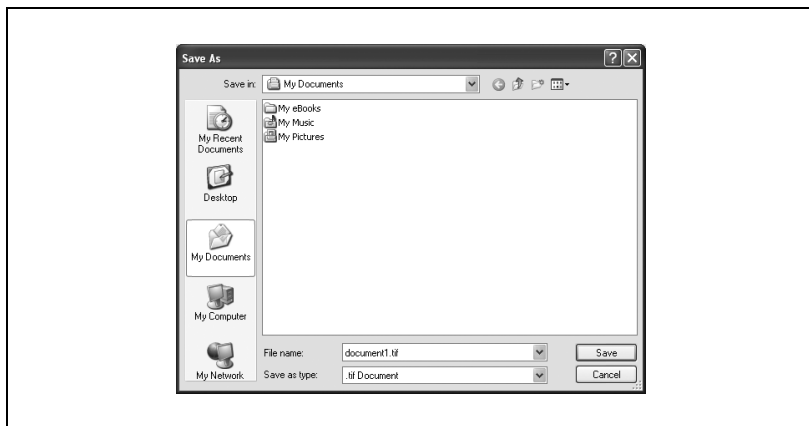 Save As
Save in: My Documents
My Recent
Documents
Desktop
My Documents
My Computer
My Network
My eBooks
My Music
My Pictures
File name: document1.tif
Save
Save as type: .tif Document
Cancel